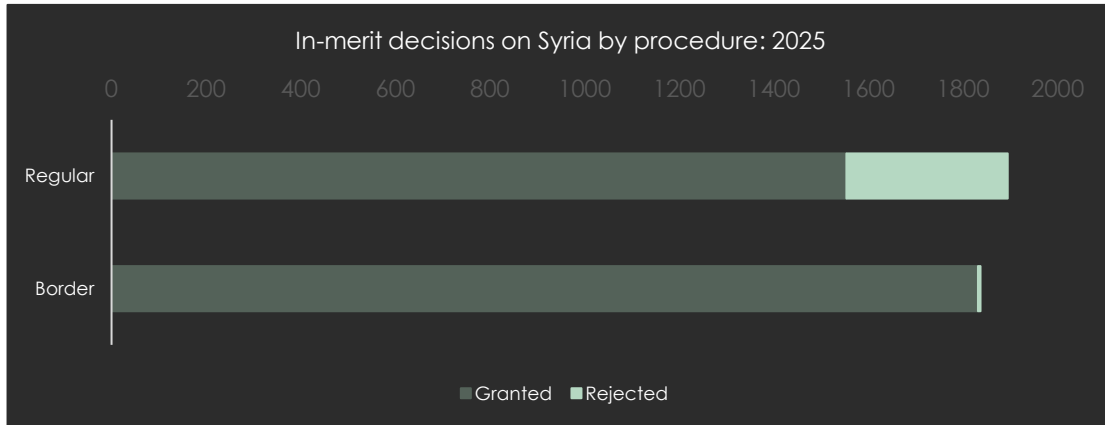 In-merit decisions on Syria by procedure: 2025
0 200 400 600 800 1000 1200 1400 1600 1800 2000
Regular
Border
Granted Rejected